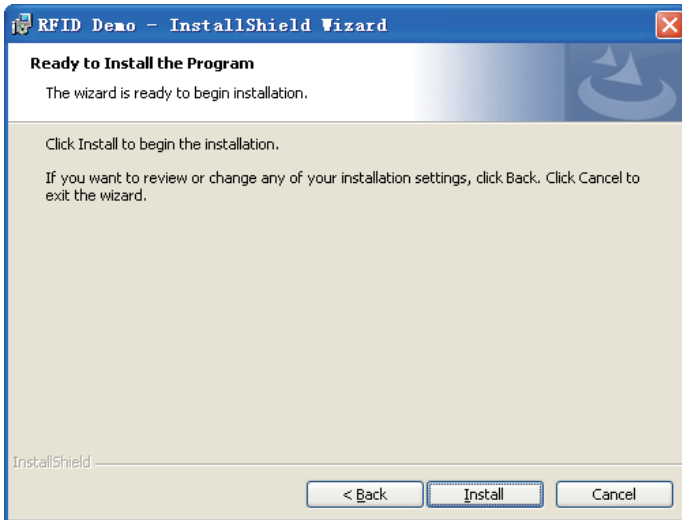 RFID Demo - InstallShield Wizard
Ready to Install the Program
The wizard is ready to begin installation.
Click Install to begin the installation.
If you want to review or change any of your installation settings, click Back. Click Cancel to
exit the wizard.
InstallShield
< Back Install Cancel